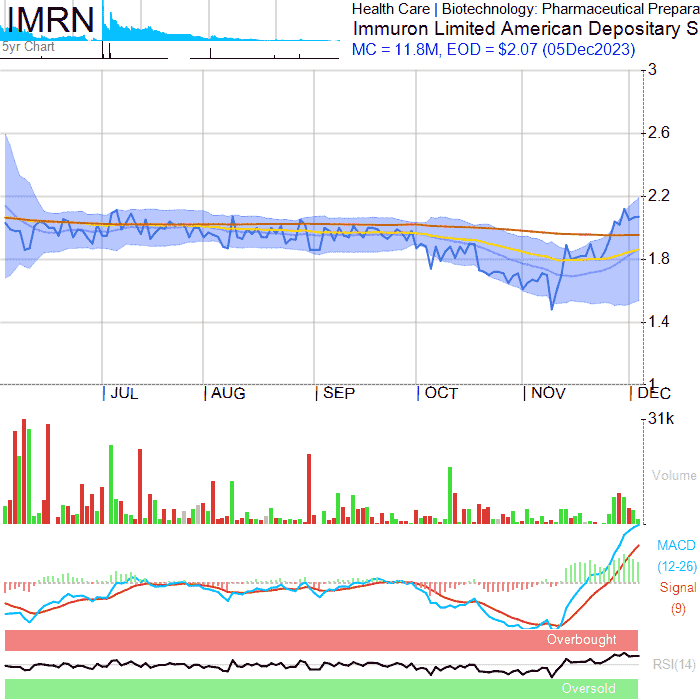 IMRN
5yr Chart
Health Care | Biotechnology: Pharmaceutical Prepara
Immuron Limited American Depositary S
MC = 11.8M, EOD = $2.07 (05Dec2023)
3
2.6
2.2
1.8
1.4
1
JUL AUG SEP OCT NOV DEC
31k
Volume
MACD
(12-26)
Signal
(9)
Overbought
RSI(14)
Oversold